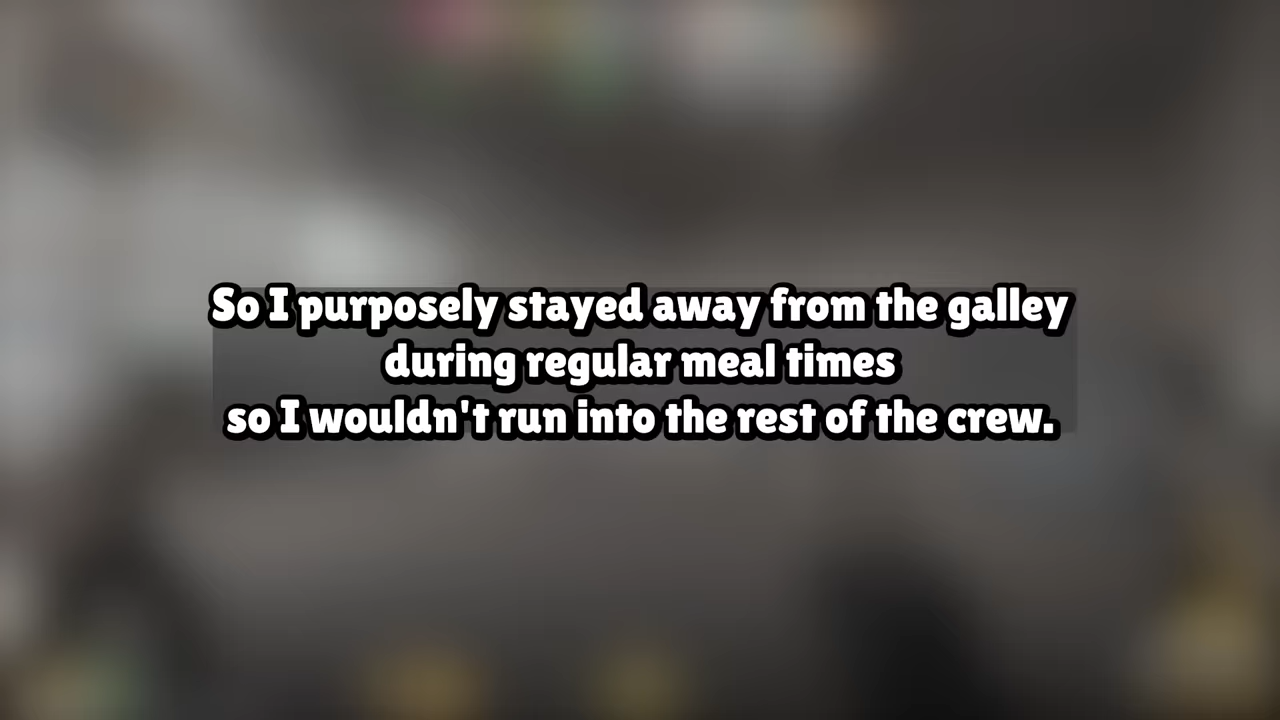 So I purposely stayed away from the galley
during regular meal times
so I wouldn't run into the rest of the crew.